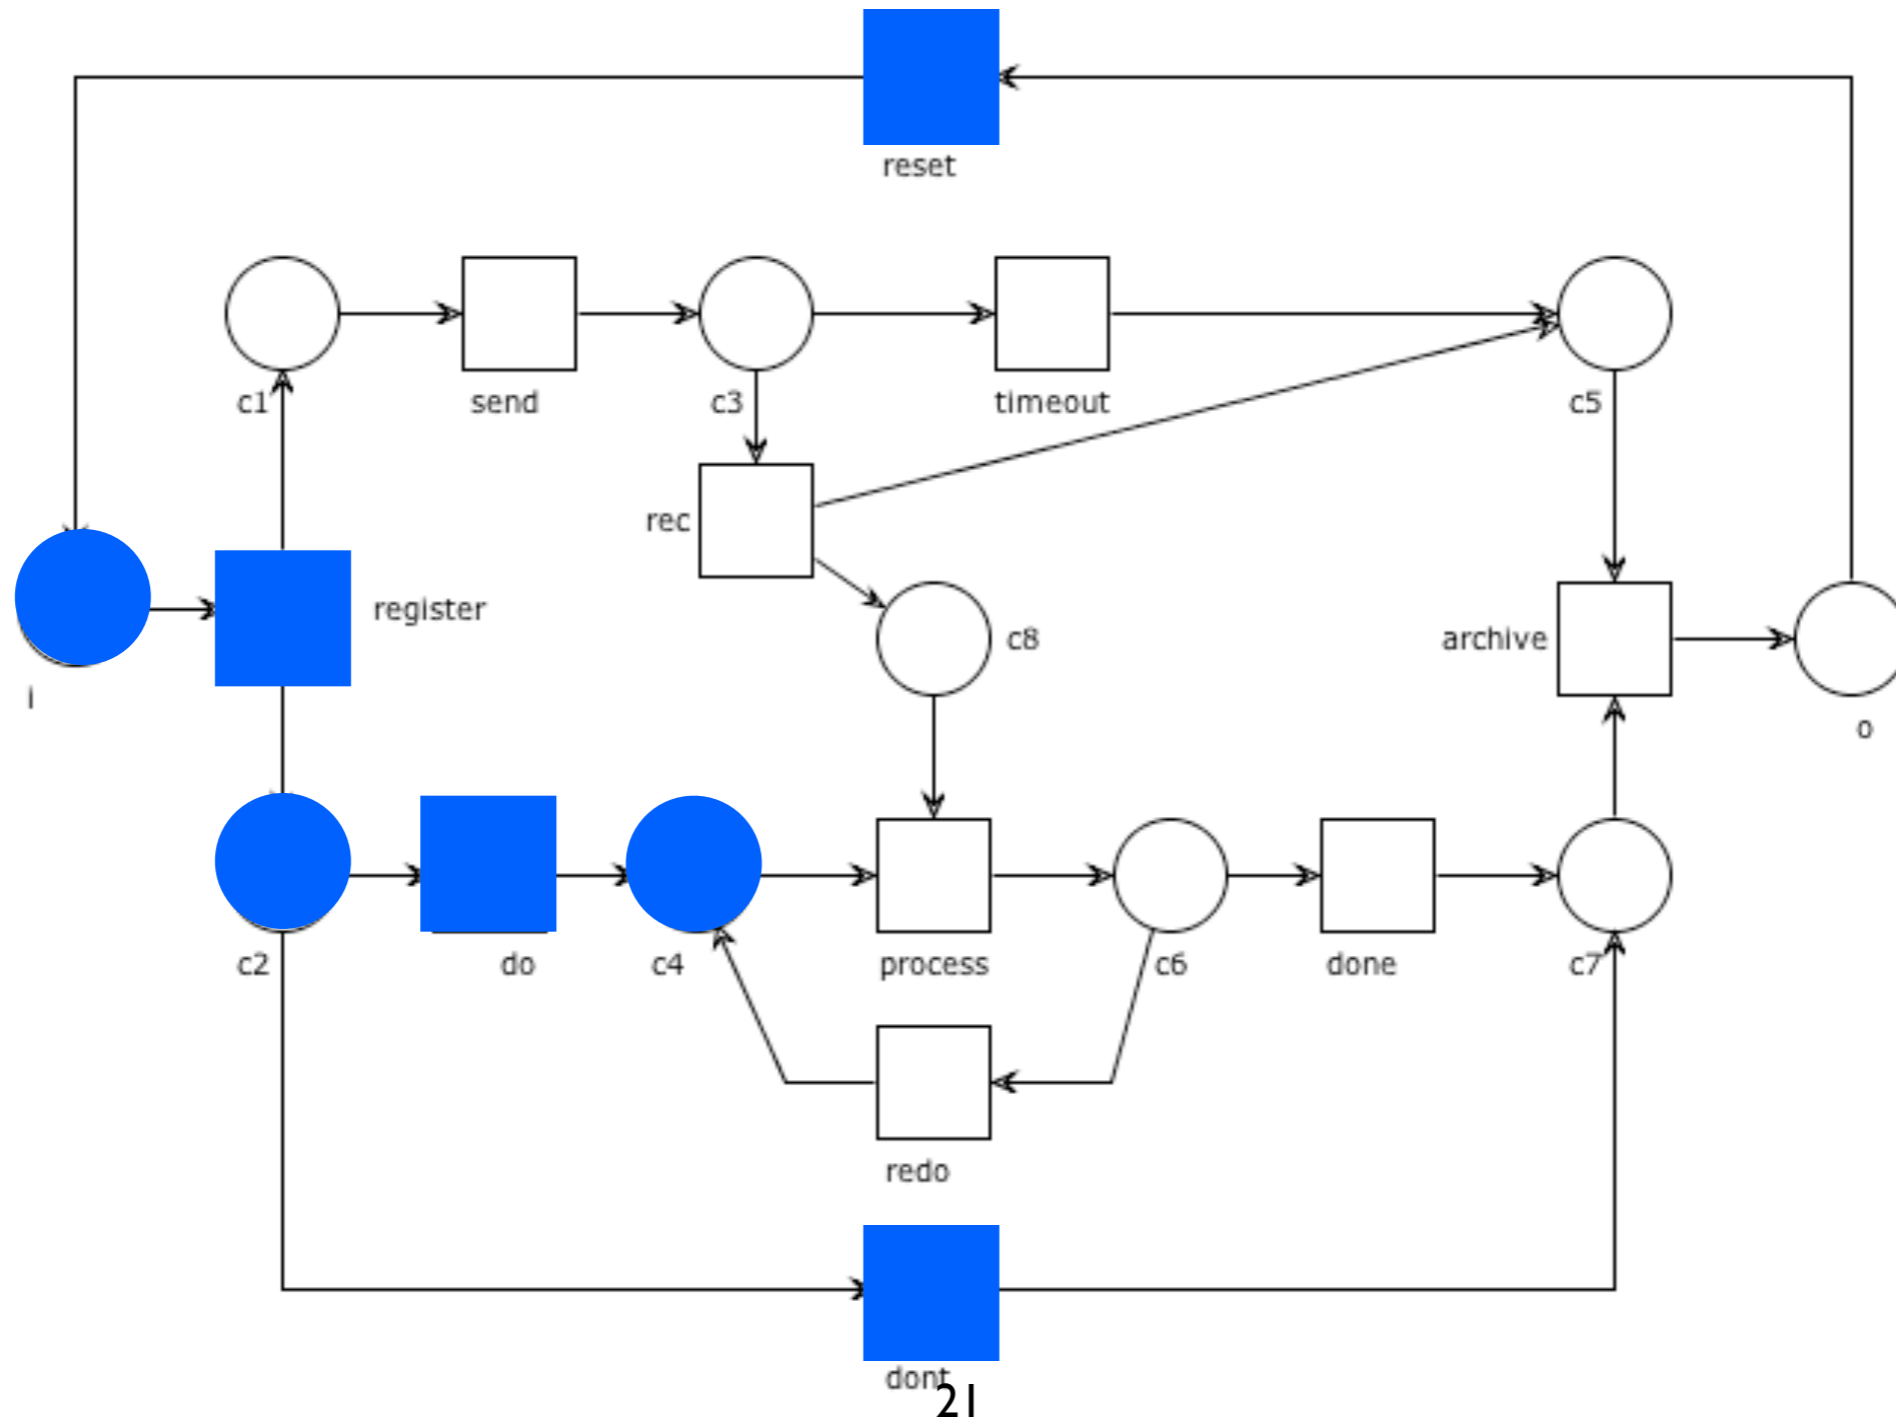 reset
c1 send c3 timeout c5
rec
register
c8
archive
i
o
c2 do c4 process c6 done c7
redo
dont
21